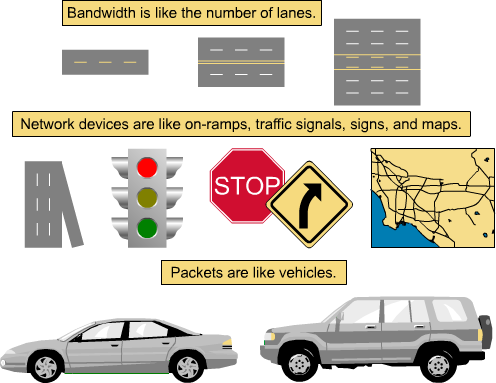 Bandwidth is like the number of lanes.
Network devices are like on-ramps, traffic signals, signs, and maps.
STOP
Packets are like vehicles.